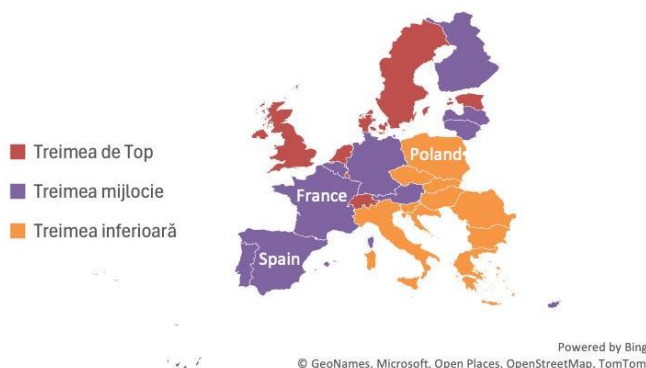 Treimea de Top
Treimea mijlocie
Treimea inferioară
Poland
France
Spain
Powered by Bing
© GeoNames, Microsoft, Open Places, OpenStreetMap, TomTom